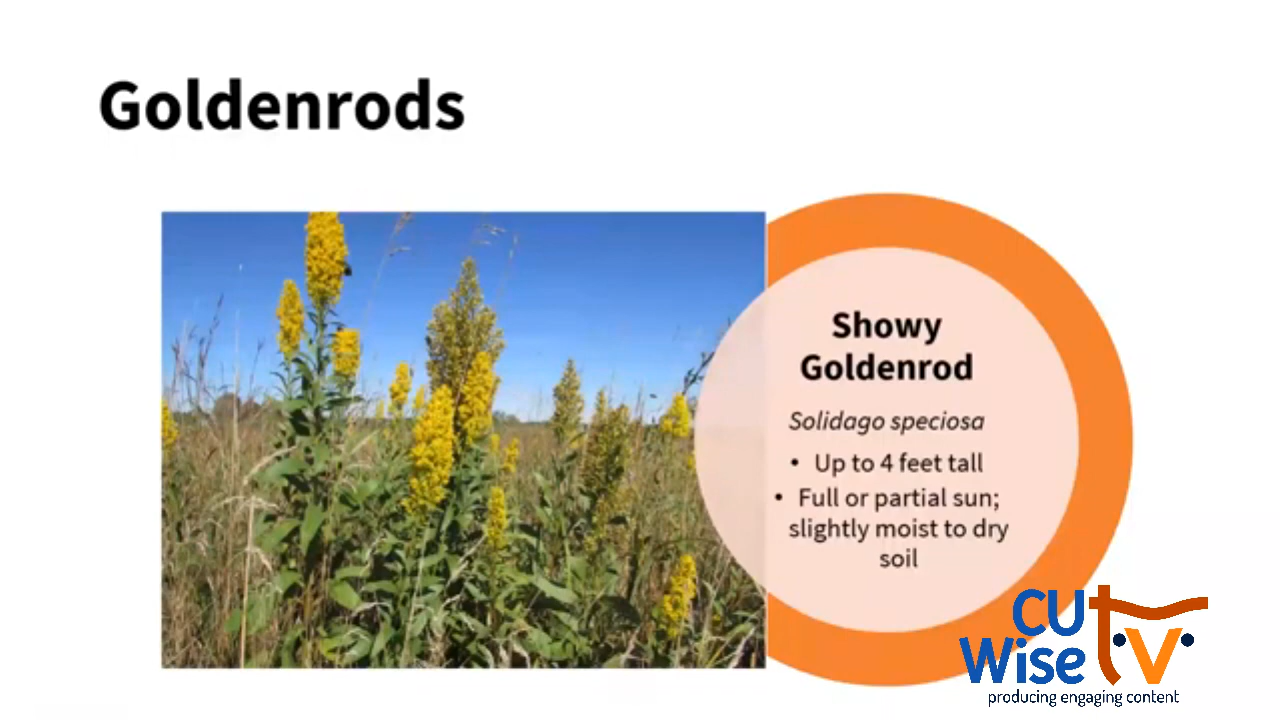 Goldenrods
Showy
Goldenrod
Solidago speciosa
• Up to 4 feet tall
• Full or partial sun;
slightly moist to dry
soil
CU
Wise tv
producing engaging content